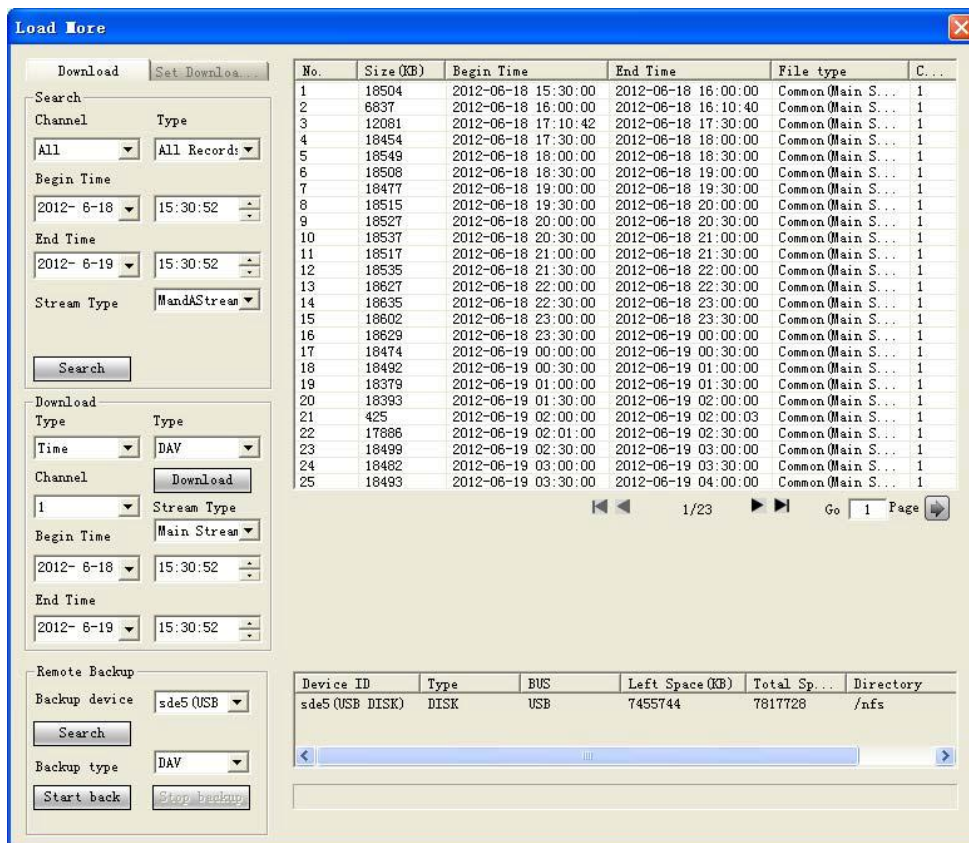 Load More
Download Set Downloa...
Search
Channel Type
All All Records
Begin Time
2012- 6-18 15:30:52
End Time
2012- 6-19 15:30:52
Stream Type MandAStream
Search
Download
Type Type
Time DAV
Channel Download
1 Stream Type
Begin Time Main Stream
2012- 6-18 15:30:52
End Time
2012- 6-19 15:30:52
Remote Backup
Backup device sde5(USB
Search
Backup type DAV
Start back Stop backup
No. Size(KB) Begin Time End Time File type C...
1 18504 2012-06-18 15:30:00 2012-06-18 16:00:00 Common(Main S... 1
2 6837 2012-06-18 16:00:00 2012-06-18 16:10:40 Common(Main S... 1
3 12081 2012-06-18 17:10:42 2012-06-18 17:30:00 Common(Main S... 1
4 18454 2012-06-18 17:30:00 2012-06-18 18:00:00 Common(Main S... 1
5 18549 2012-06-18 18:00:00 2012-06-18 18:30:00 Common(Main S... 1
6 18508 2012-06-18 18:30:00 2012-06-18 19:00:00 Common(Main S... 1
7 18477 2012-06-18 19:00:00 2012-06-18 19:30:00 Common(Main S... 1
8 18515 2012-06-18 19:30:00 2012-06-18 20:00:00 Common(Main S... 1
9 18527 2012-06-18 20:00:00 2012-06-18 20:30:00 Common(Main S... 1
10 18537 2012-06-18 20:30:00 2012-06-18 21:00:00 Common(Main S... 1
11 18517 2012-06-18 21:00:00 2012-06-18 21:30:00 Common(Main S... 1
12 18535 2012-06-18 21:30:00 2012-06-18 22:00:00 Common(Main S... 1
13 18627 2012-06-18 22:00:00 2012-06-18 22:30:00 Common(Main S... 1
14 18635 2012-06-18 22:30:00 2012-06-18 23:00:00 Common(Main S... 1
15 18602 2012-06-18 23:00:00 2012-06-18 23:30:00 Common(Main S... 1
16 18629 2012-06-18 23:30:00 2012-06-19 00:00:00 Common(Main S... 1
17 18474 2012-06-19 00:00:00 2012-06-19 00:30:00 Common(Main S... 1
18 18492 2012-06-19 00:30:00 2012-06-19 01:00:00 Common(Main S... 1
19 18379 2012-06-19 01:00:00 2012-06-19 01:30:00 Common(Main S... 1
20 18393 2012-06-19 01:30:00 2012-06-19 02:00:00 Common(Main S... 1
21 425 2012-06-19 02:00:00 2012-06-19 02:00:03 Common(Main S... 1
22 17886 2012-06-19 02:01:00 2012-06-19 02:30:00 Common(Main S... 1
23 18499 2012-06-19 02:30:00 2012-06-19 03:00:00 Common(Main S... 1
24 18482 2012-06-19 03:00:00 2012-06-19 03:30:00 Common(Main S... 1
25 18493 2012-06-19 03:30:00 2012-06-19 04:00:00 Common(Main S... 1
1/23 Go 1 Page
Device ID Type BUS Left Space(KB) Total Sp... Directory
sde5(USB DISK) DISK USB 7455744 7817728 /nfs